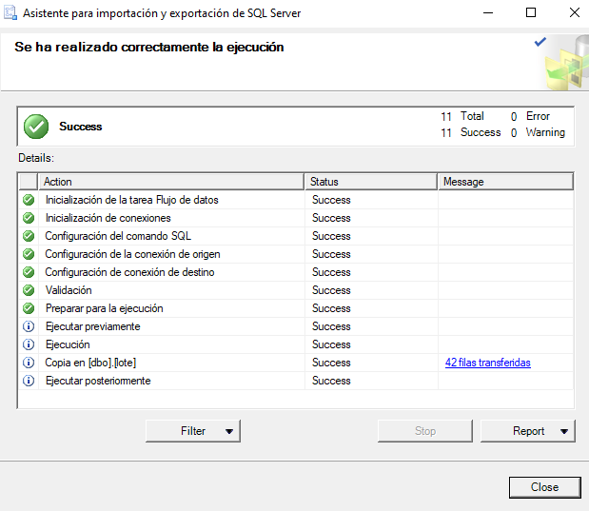 Asistente para importación y exportación de SQL Server
Se ha realizado correctamente la ejecución
Success
11 Total 0 Error
11 Success 0 Warning
Details:
Action Status Message
Inicialización de la tarea Flujo de datos Success
Inicialización de conexiones Success
Configuración del comando SQL Success
Configuración de la conexión de origen Success
Configuración de conexión de destino Success
Validación Success
Preparar para la ejecución Success
Ejecutar previamente Success
Ejecución Success
Copia en [dbo].[lote] Success 42 filas transferidas
Ejecutar posteriormente Success
Filter Stop Report
Close